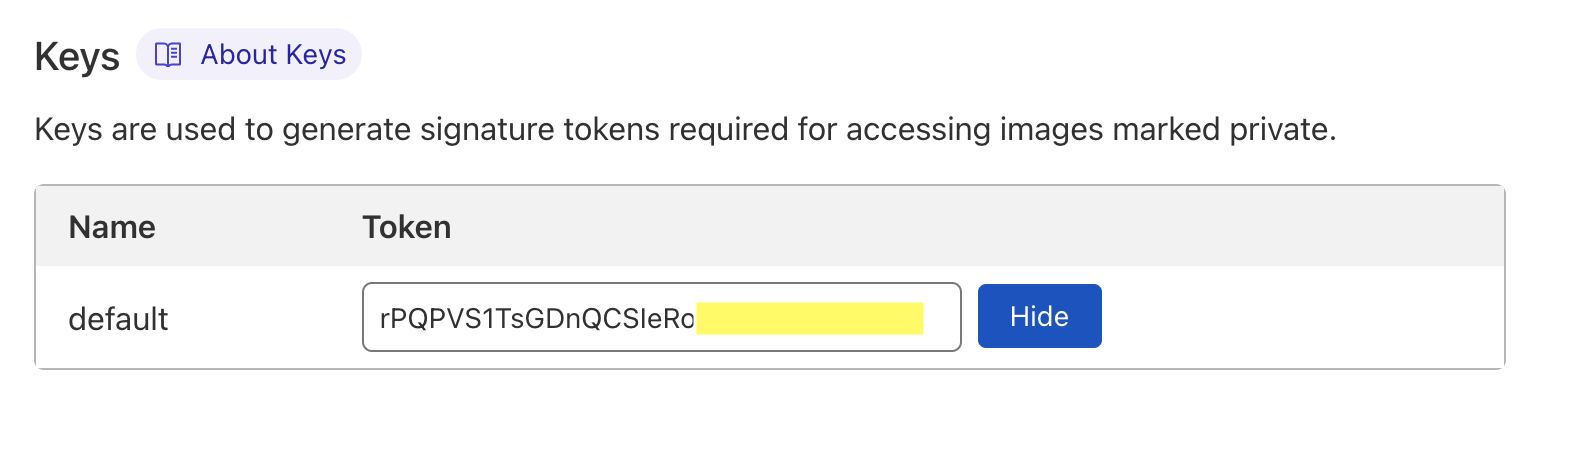 Keys About Keys
Keys are used to generate signature tokens required for accessing images marked private.
Name Token
default rPQPVS1TsGDnQCSIeRo Hide